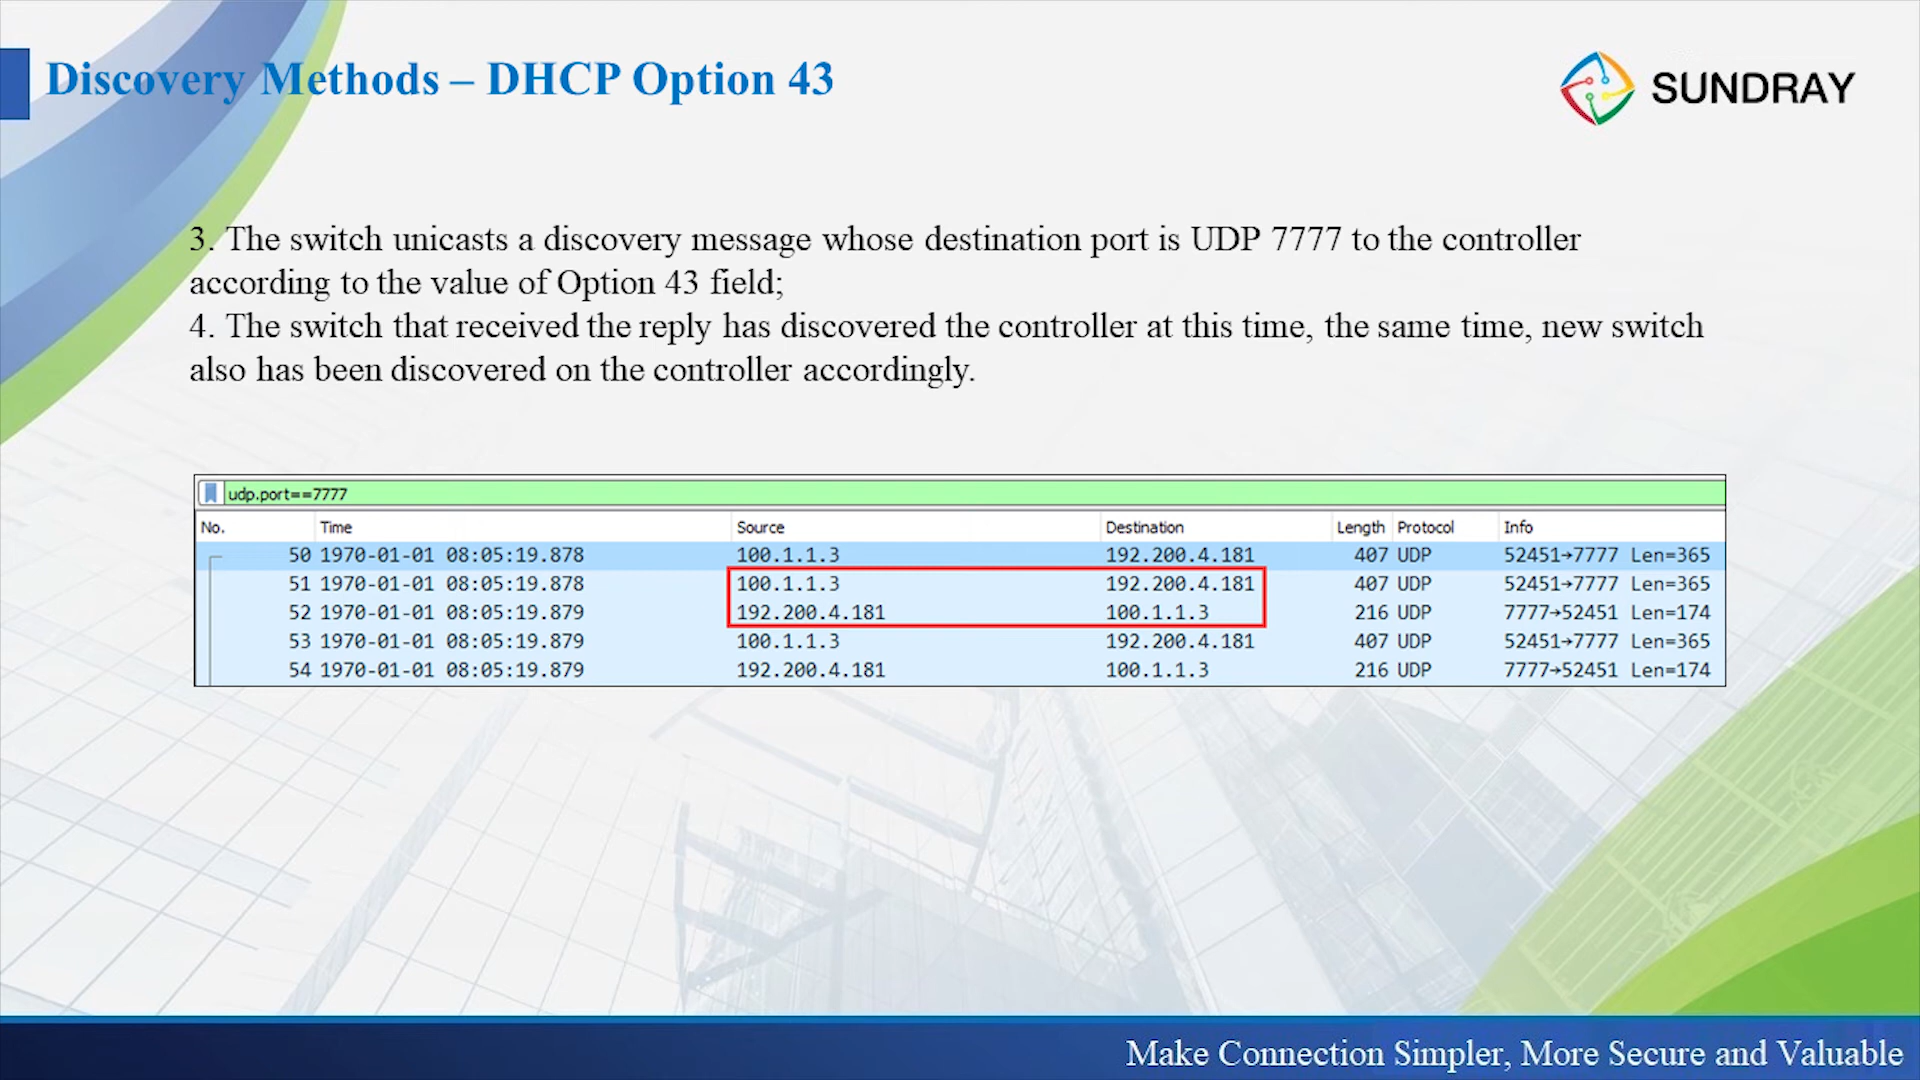 Discovery Methods – DHCP Option 43
SUNDRAY
3. The switch unicasts a discovery message whose destination port is UDP 7777 to the controller
according to the value of Option 43 field;
4. The switch that received the reply has discovered the controller at this time, the same time, new switch
also has been discovered on the controller accordingly.
udp.port==7777
No. Time Source Destination Length Protocol Info
50 1970-01-01 08:05:19.878 100.1.1.3 192.200.4.181 407 UDP 52451→7777 Len=365
51 1970-01-01 08:05:19.878 100.1.1.3 192.200.4.181 407 UDP 52451→7777 Len=365
52 1970-01-01 08:05:19.879 192.200.4.181 100.1.1.3 216 UDP 7777→52451 Len=174
53 1970-01-01 08:05:19.879 100.1.1.3 192.200.4.181 407 UDP 52451→7777 Len=365
54 1970-01-01 08:05:19.879 192.200.4.181 100.1.1.3 216 UDP 7777→52451 Len=174
Make Connection Simpler, More Secure and Valuable